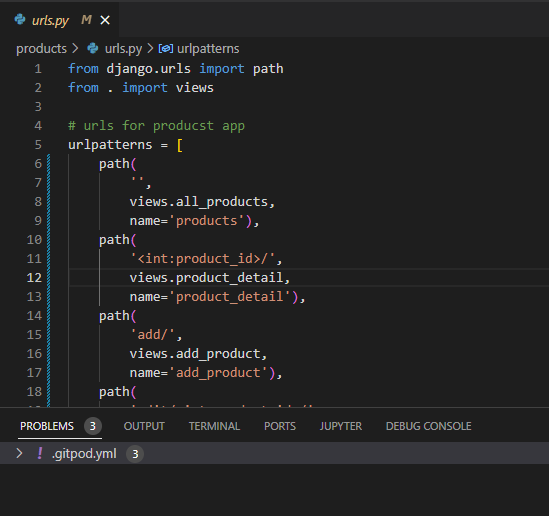 urls.py M
products > urls.py > urlpatterns
1 from django.urls import path
2 from . import views
3
4 # urls for producst app
5 urlpatterns = [
6 path(
7 '',
8 views.all_products,
9 name='products'),
10 path(
11 '<int:product_id>/',
12 views.product_detail,
13 name='product_detail'),
14 path(
15 'add/',
16 views.add_product,
17 name='add_product'),
18 path(
PROBLEMS 3 OUTPUT TERMINAL PORTS JUPYTER DEBUG CONSOLE
> ! .gitpod.yml 3